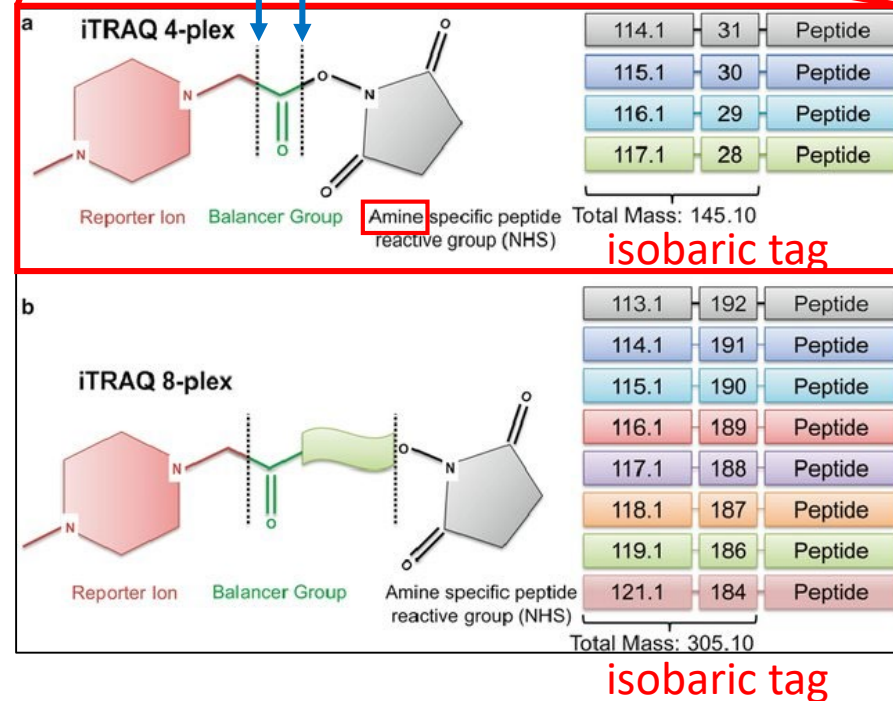 a
iTRAQ 4-plex
N
N
O
O
N
O
O
Reporter Ion
Balancer Group
Amine specific peptide
reactive group (NHS)
114.1 31 Peptide
115.1 30 Peptide
116.1 29 Peptide
117.1 28 Peptide
Total Mass: 145.10
isobaric tag
b
iTRAQ 8-plex
N
N
O
O
N
O
O
Reporter Ion
Balancer Group
Amine specific peptide
reactive group (NHS)
113.1 192 Peptide
114.1 191 Peptide
115.1 190 Peptide
116.1 189 Peptide
117.1 188 Peptide
118.1 187 Peptide
119.1 186 Peptide
121.1 184 Peptide
Total Mass: 305.10
isobaric tag